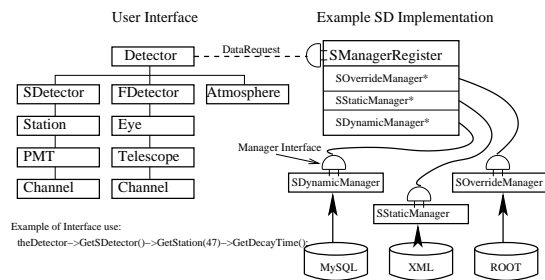 User Interface
Example SD Implementation
Detector
DataRequest
SManagerRegister
SOverrideManager*
SStaticManager*
SDynamicManager*
SDetector
FDetector
Atmosphere
Station
Eye
PMT
Telescope
Channel
Channel
Manager Interface
SDynamicManager
SStaticManager
SOverrideManager
Example of Interface use:
theDetector->GetSDetector()->GetStation(47)->GetDecayTime();
MySQL
XML
ROOT